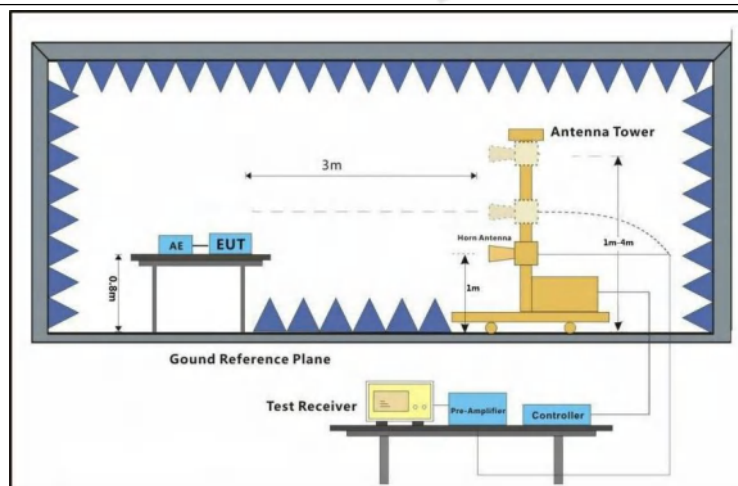 Antenna Tower
3m
Horn Antenna
1m-4m
AE
EUT
0.8m
1m
Gound Reference Plane
Test Receiver
Pre-Amplifier
Controller